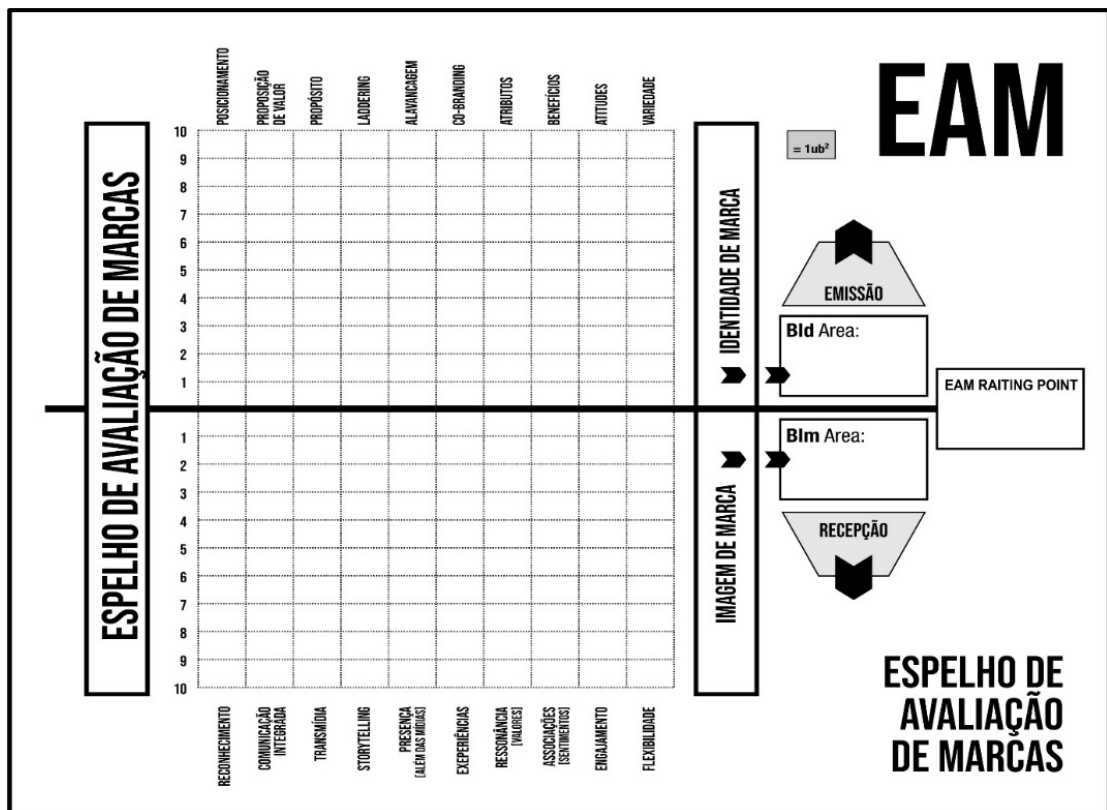 POSICIONAMENTO
PROPOSIÇÃO
DE VALOR
PROPÓSITO
LADDERING
ALAVANCAGEM
CO-BRANDING
ATRIBUTOS
BENEFÍCIOS
ATITUDES
VARIEDADE
EAM
= 1ub²
ESPELHO DE AVALIAÇÃO DE MARCAS
10
9
8
7
6
5
4
3
2
1
1
2
3
4
5
6
7
8
9
10
IDENTIDADE DE MARCA
IMAGEM DE MARCA
EMISSÃO
BId Area:
EAM RAITING POINT
BIm Area:
RECEPÇÃO
RECONHECIMENTO
COMUNICAÇÃO
INTEGRADA
TRANSMÍDIA
STORYTELLING
PRESENÇA
[ALÉM DAS MÍDIAS]
EXEPERIÊNCIAS
RESSONÂNCIA
[VALORES]
ASSOCIAÇÕES
[SENTIMENTOS]
ENGAJAMENTO
FLEXIBILIDADE
ESPELHO DE
AVALIAÇÃO
DE MARCAS